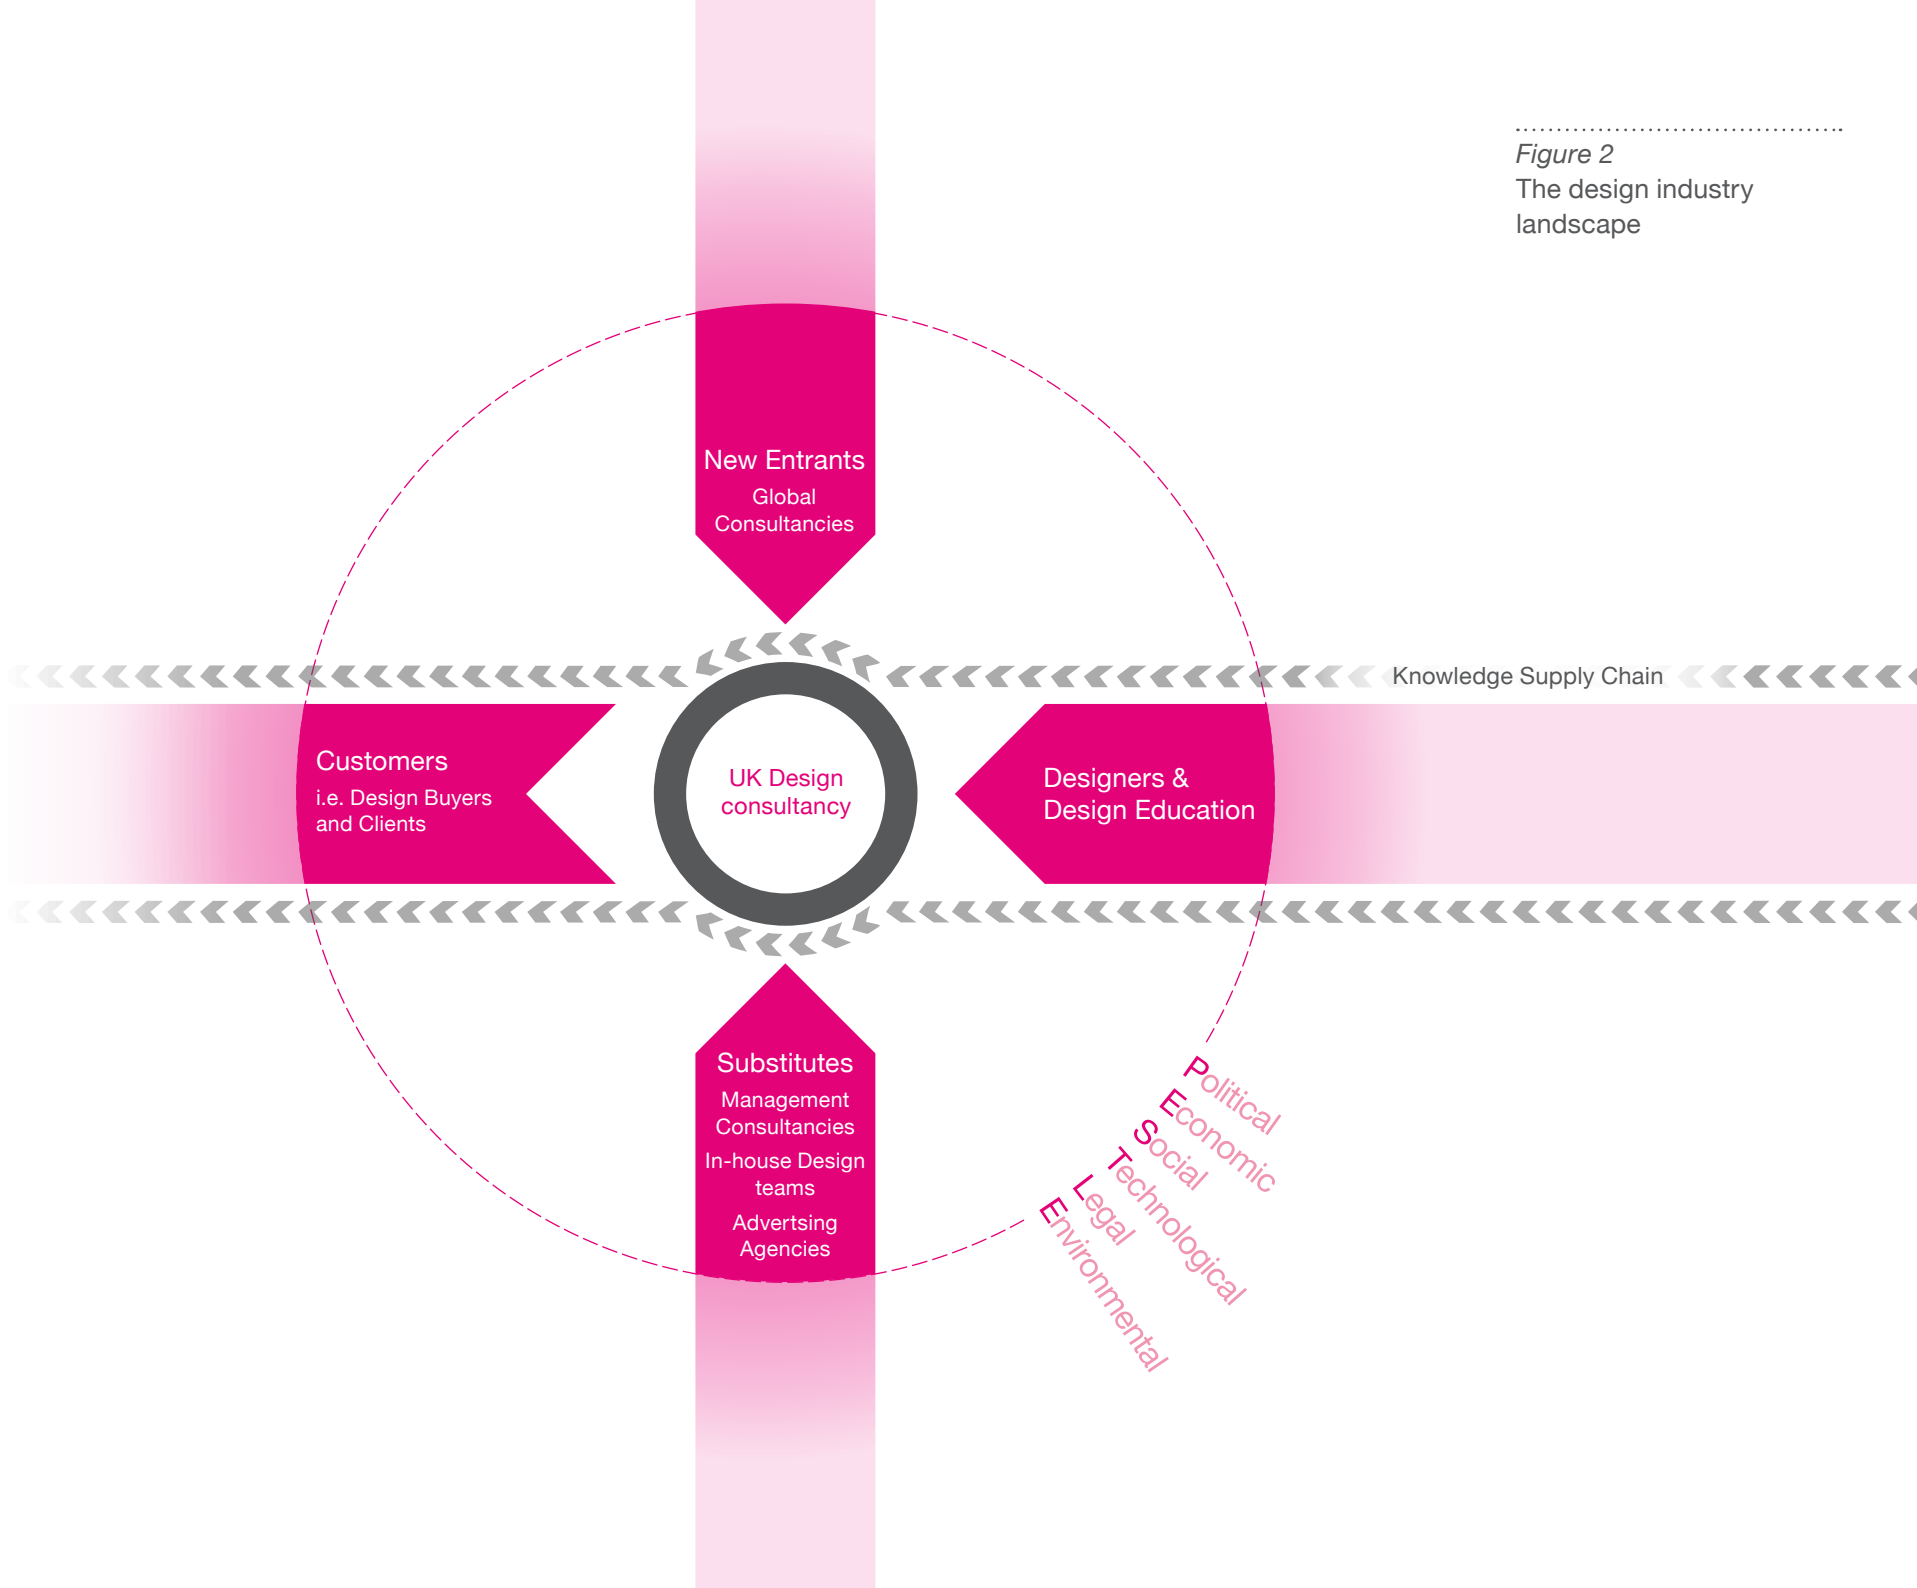 Figure 2
The design industry
landscape
New Entrants
Global
Consultancies
Knowledge Supply Chain
Customers
i.e. Design Buyers
and Clients
UK Design
consultancy
Designers &
Design Education
Substitutes
Management
Consultancies
In-house Design
teams
Advertsing
Agencies
Political
Economic
Social
Technological
Legal
Environmental